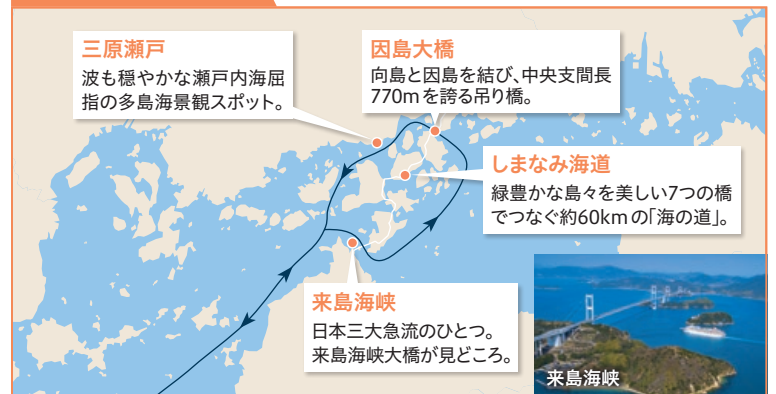 三原瀬戸
波も穏やかな瀬戸内海屈
指の多島海景観スポット。
因島大橋
向島と因島を結び、中央支間長
770mを誇る吊り橋。
しまなみ海道
緑豊かな島々を美しい7つの橋
でつなぐ約60kmの「海の道」。
来島海峡
日本三大急流のひとつ。
来島海峡大橋が見どころ。
来島海峡